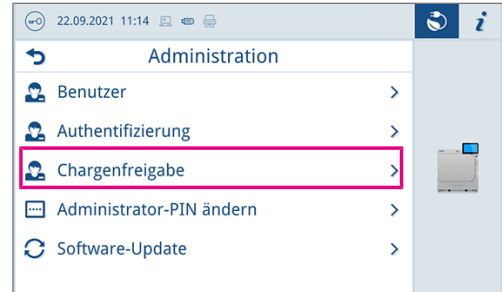 22.09.2021 11:14
Administration
Benutzer
Authentifizierung
Chargenfreigabe
Administrator-PIN ändern
Software-Update